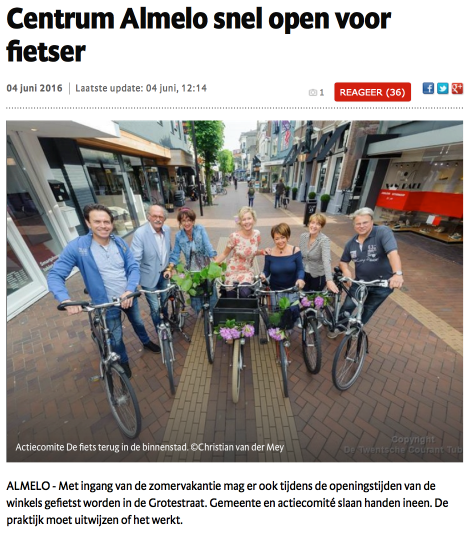 Centrum Almelo snel open voor
fietser
04 juni 2016 | Laatste update: 04 juni, 12:14
1
REAGEER (36)
Actiecomite De fiets terug in de binnenstad. ©Christian van der Mey
Copyright
De Twentsche Courant Tub
ALMELO - Met ingang van de zomervakantie mag er ook tijdens de openingstijden van de
winkels gefietst worden in de Grotestraat. Gemeente en actiecomité slaan handen ineen. De
praktijk moet uitwijzen of het werkt.